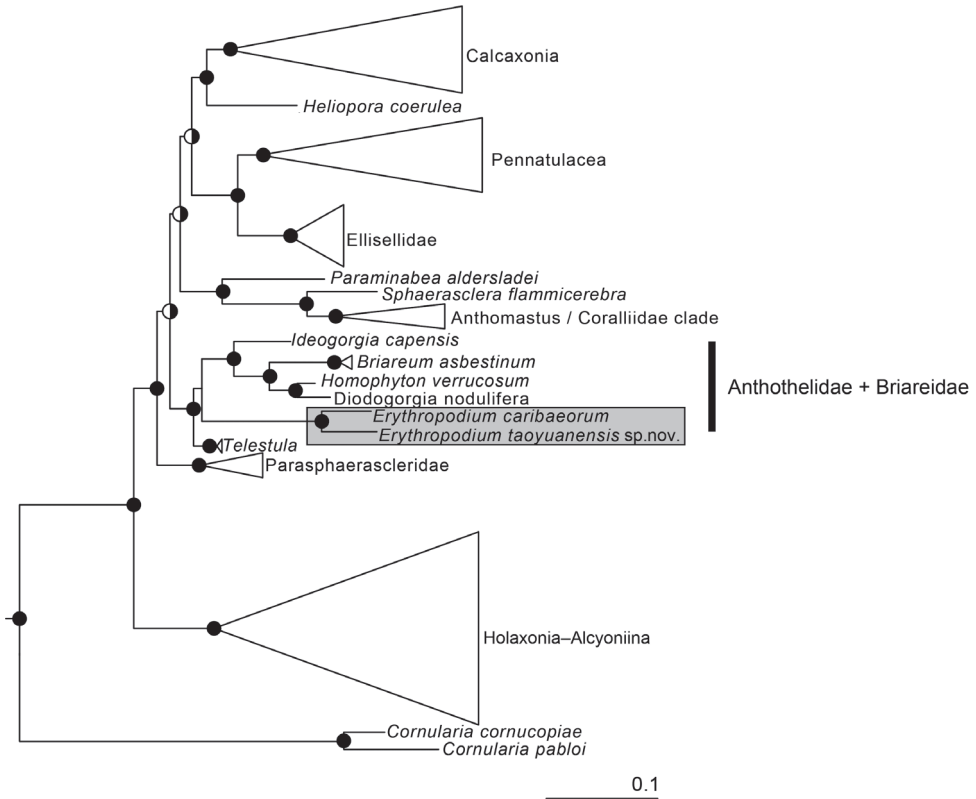 Calcaxonia
Heliopora coerulea
Pennatulacea
Ellisellidae
Paraminabea aldersladei
Sphaerasclera flammicerebra
Anthomastus / Coralliidae clade
Ideogorgia capensis
Briareum asbestinum
Homophyton verrucosum
Diodogorgia nodulifera
Anthothelidae + Briareidae
Erythropodium caribaeorum
Erythropodium taoyuanensis sp.nov.
Telestula
Parasphaerascleridae
Holaxonia–Alcyoniina
Cornularia cornucopiae
Cornularia pabloi
0.1